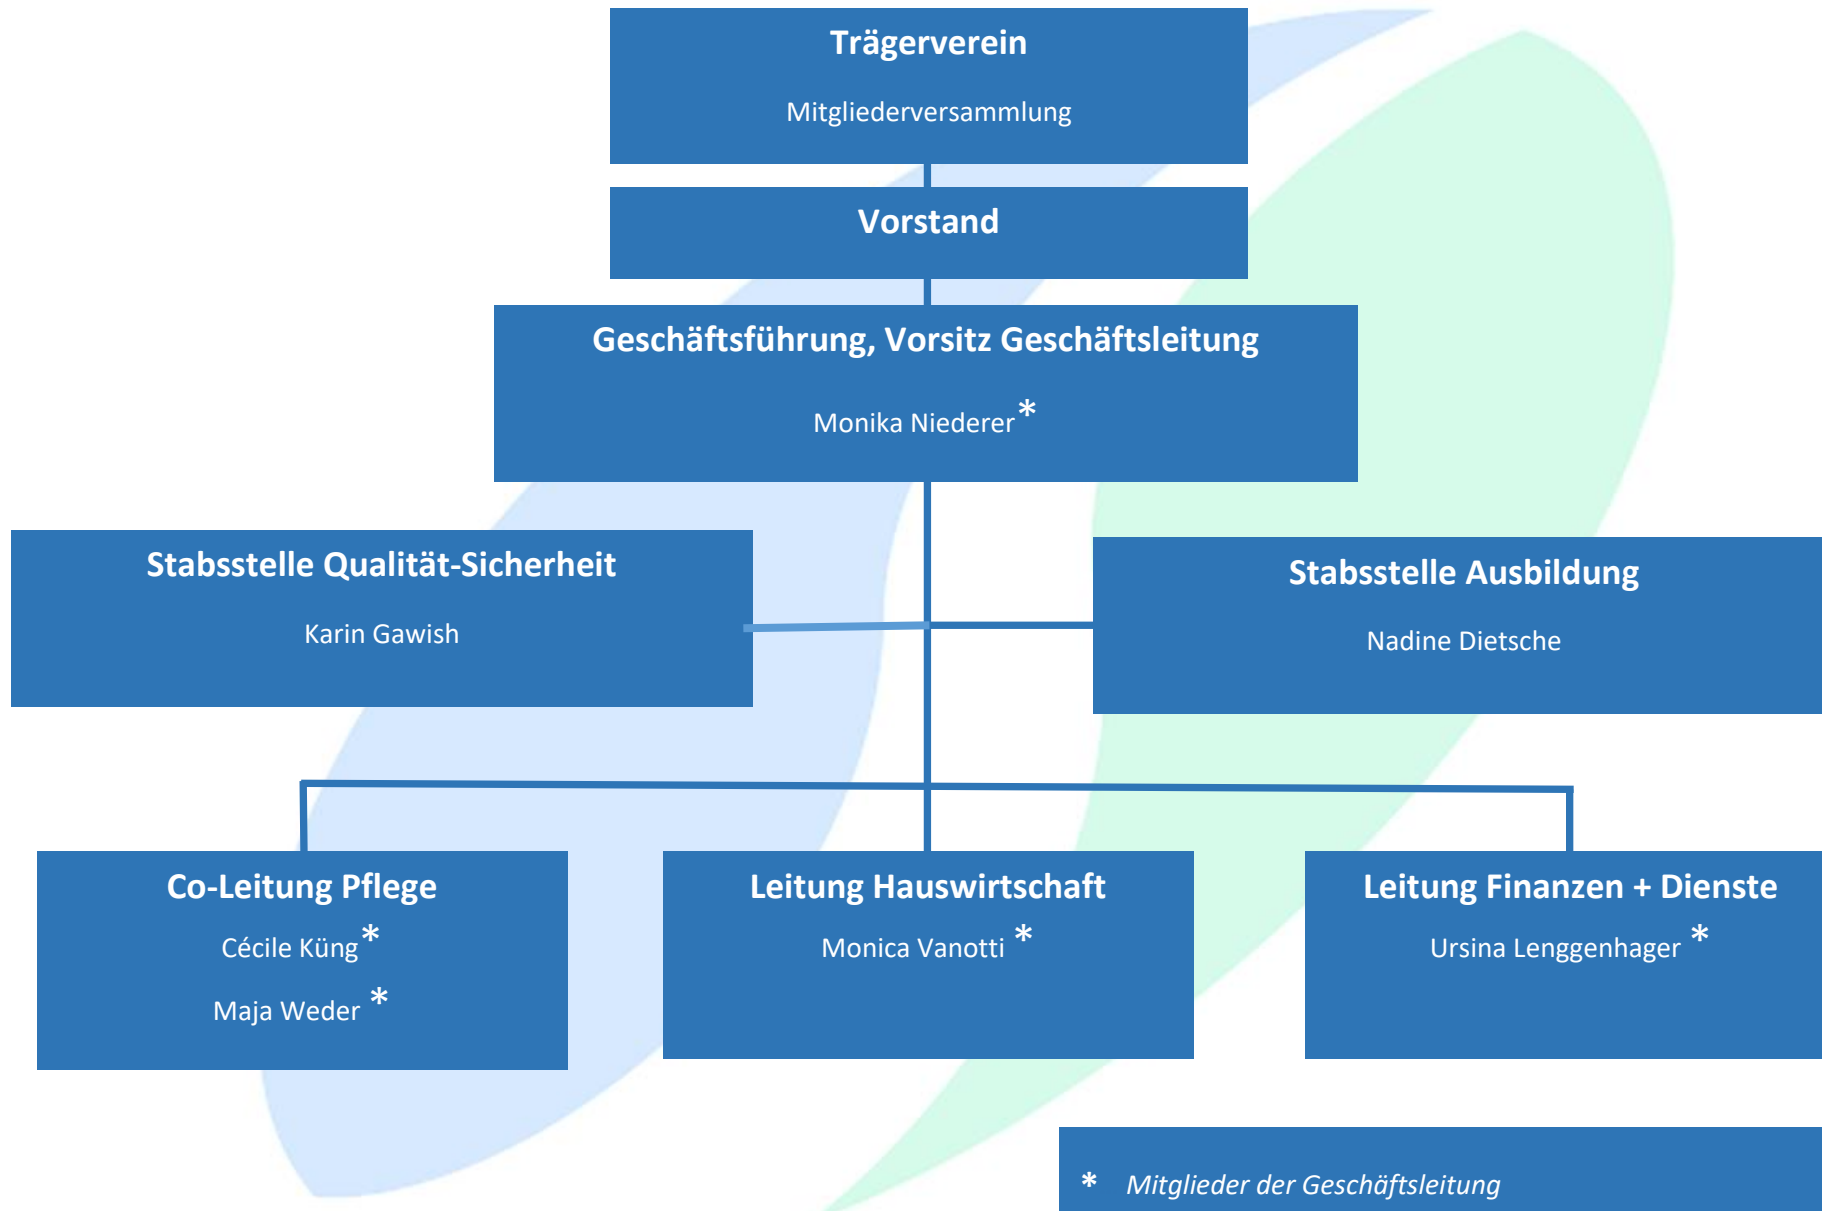 Trägerverein
Mitgliederversammlung
Vorstand
Geschäftsführung, Vorsitz Geschäftsleitung
Monika Niederer*
Stabsstelle Qualität-Sicherheit
Karin Gawish
Stabsstelle Ausbildung
Nadine Dietsche
Co-Leitung Pflege
Cécile Küng*
Maja Weder *
Leitung Hauswirtschaft
Monica Vanotti *
Leitung Finanzen + Dienste
Ursina Lenggenhager *
* Mitglieder der Geschäftsleitung